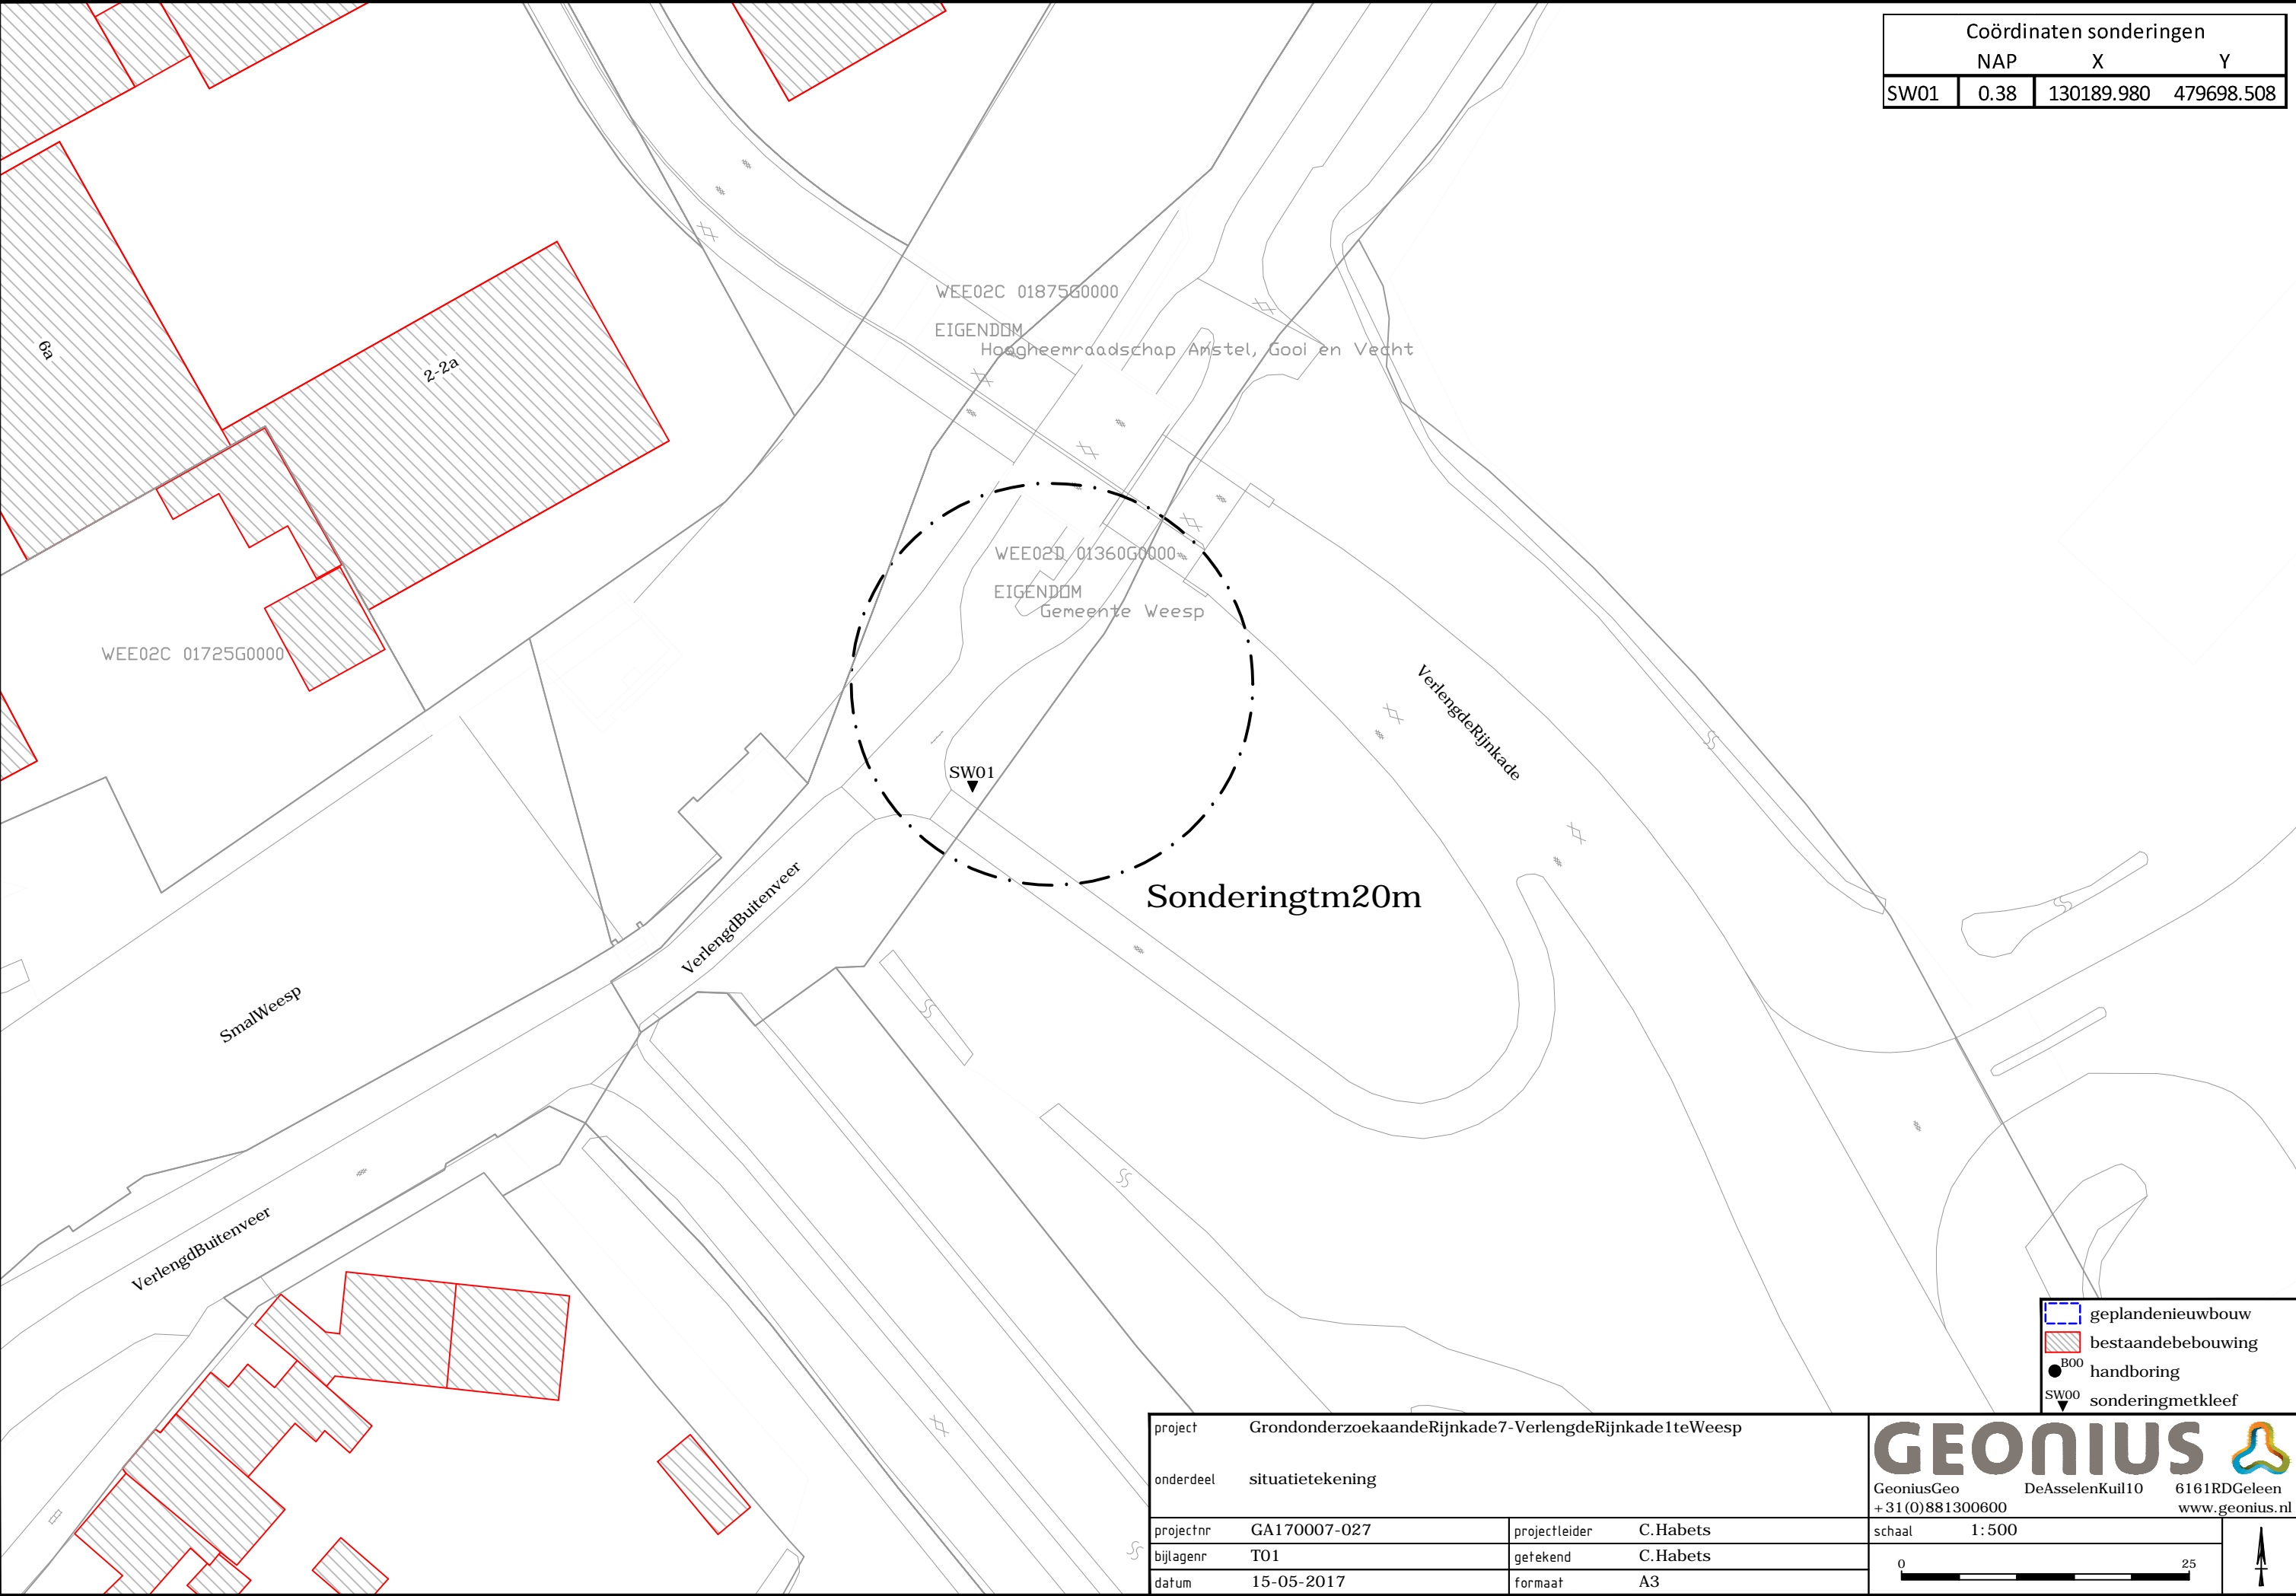 Coördinaten sonderingen
NAP X Y
SW01 0.38 130189.980 479698.508
6a
2-2a
WEE02C 01875G0000
EIGENDOM
Hoogheemraadschap Amstel, Gooi en Vecht
WEE02D 01360G0000
EIGENDOM
Gemeente Weesp
WEE02C 01725G0000
VerlengdeRijnkade
SW01
Sonderingtm20m
VerlengdBuitenveer
SmalWeesp
VerlengdBuitenveer
geplandenieuwbouw
bestaandebebouwing
B00 handboring
SW00 sonderingmetkleef
project GrondonderzoekaandeRijnkade7-VerlengdeRijnkade1teWeesp
onderdeel situatietekening
projectnr GA170007-027 projectleider C.Habets
bijlagenr T01 getekend C.Habets
datum 15-05-2017 formaat A3
GEONIUS
GeoniusGeo DeAsselenKuil10 6161RDGeleen
+31(0)881300600 www.geonius.nl
schaal 1:500
0 25